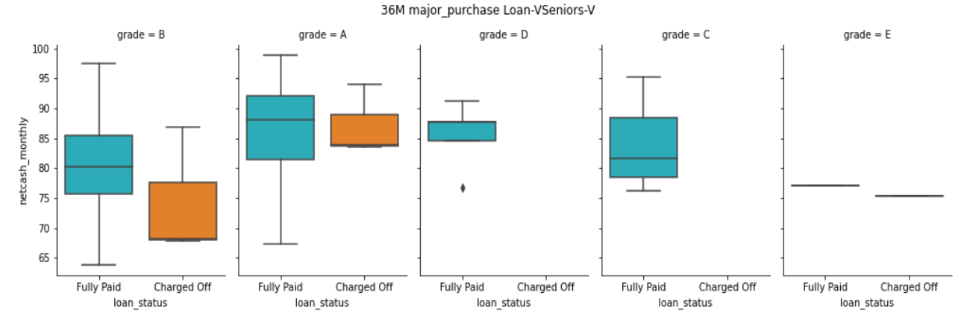 36M major_purchase Loan-VSeniors-V
grade = B
grade = A
grade = D
grade = C
grade = E
netcash_monthly
100
95
90
85
80
75
70
65
Fully Paid Charged Off
loan_status
Fully Paid Charged Off
loan_status
Fully Paid Charged Off
loan_status
Fully Paid Charged Off
loan_status
Fully Paid Charged Off
loan_status